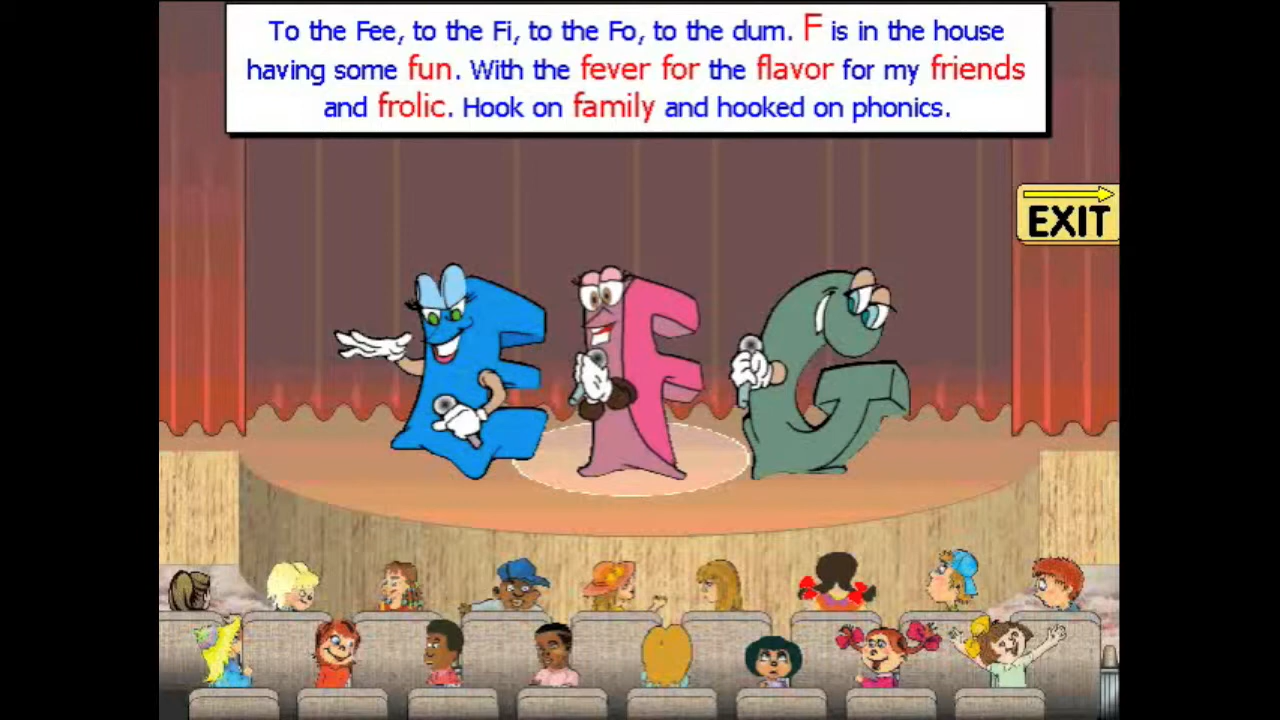 To the Fee, to the Fi, to the Fo, to the dum. F is in the house
having some fun. With the fever for the flavor for my friends
and frolic. Hook on family and hooked on phonics.
EXIT